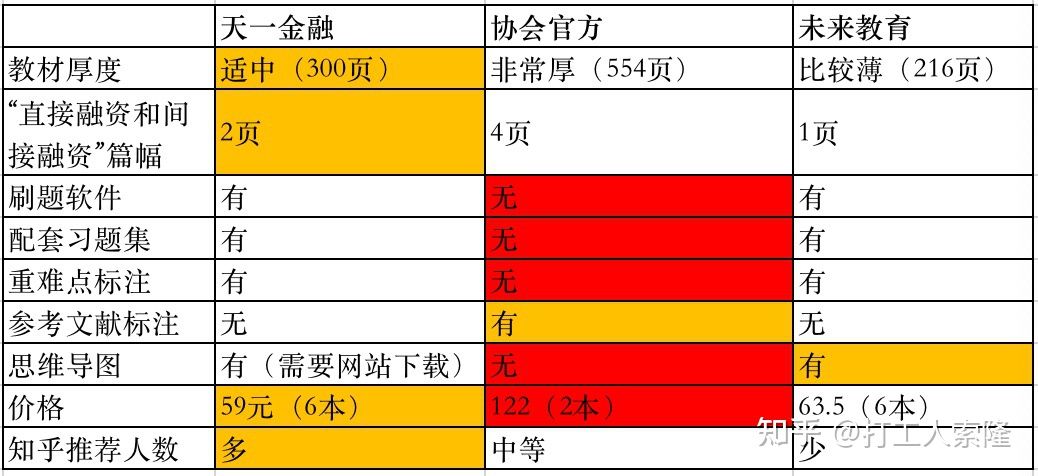 天一金融 协会官方 未来教育
教材厚度 适中（300页） 非常厚（554页） 比较薄（216页）
“直接融资和间
接融资”篇幅 2页 4页 1页
刷题软件 有 无 有
配套习题集 有 无 有
重难点标注 有 无 有
参考文献标注 无 有 无
思维导图 有（需要网站下载） 无 有
价格 59元（6本） 122（2本） 63.5（6本）
知乎推荐人数 多 中等 少
知乎 @打工人索隆